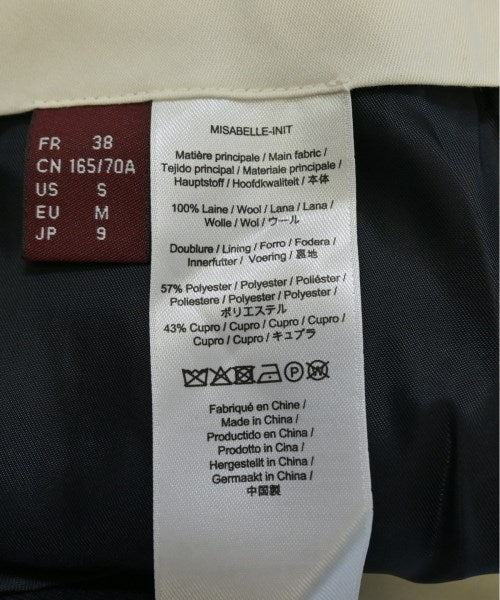 FR 38
CN 165/70A
US S
EU M
JP 9
MISABELLE-INIT
Matière principale / Main fabric /
Tejido principal / Materiale principale /
Hauptstoff / Hoofdkwaliteit / 本体
100% Laine / Wool / Lana / Lana /
Wolle / Wol / ウール
Doublure / Lining / Forro / Fodera /
Innerfutter / Voering / 裏地
57% Polyester / Polyester / Poliéster /
Poliestere / Polyester / Polyester /
ポリエステル
43% Cupro / Cupro / Cupro / Cupro /
Cupro / Cupro / キュプラ
Fabriqué en Chine /
Made in China /
Producido en China /
Prodotto in Cina /
Hergestellt in China /
Gemaakt in China /
中国製